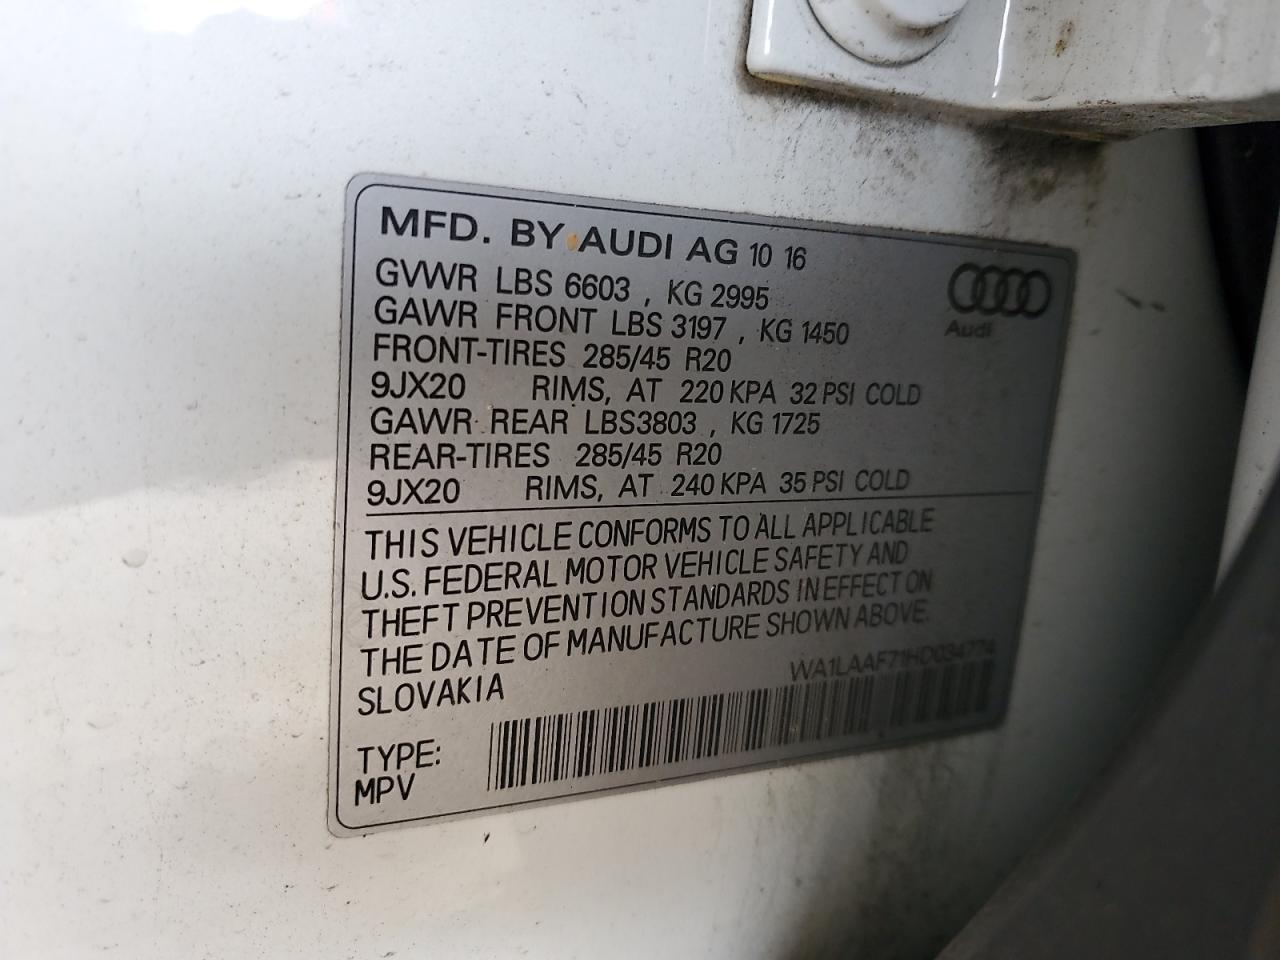 MFD. BY AUDI AG 10 16
GVWR LBS 6603 , KG 2995
GAWR FRONT LBS 3197 , KG 1450
FRONT-TIRES 285/45 R20
9JX20 RIMS, AT 220 KPA 32 PSI COLD
GAWR REAR LBS3803 , KG 1725
REAR-TIRES 285/45 R20
9JX20 RIMS, AT 240 KPA 35 PSI COLD
Audi
THIS VEHICLE CONFORMS TO ALL APPLICABLE
U.S. FEDERAL MOTOR VEHICLE SAFETY AND
THEFT PREVENTION STANDARDS IN EFFECT ON
THE DATE OF MANUFACTURE SHOWN ABOVE.
SLOVAKIA
WA1LAAF71HD034774
TYPE:
MPV